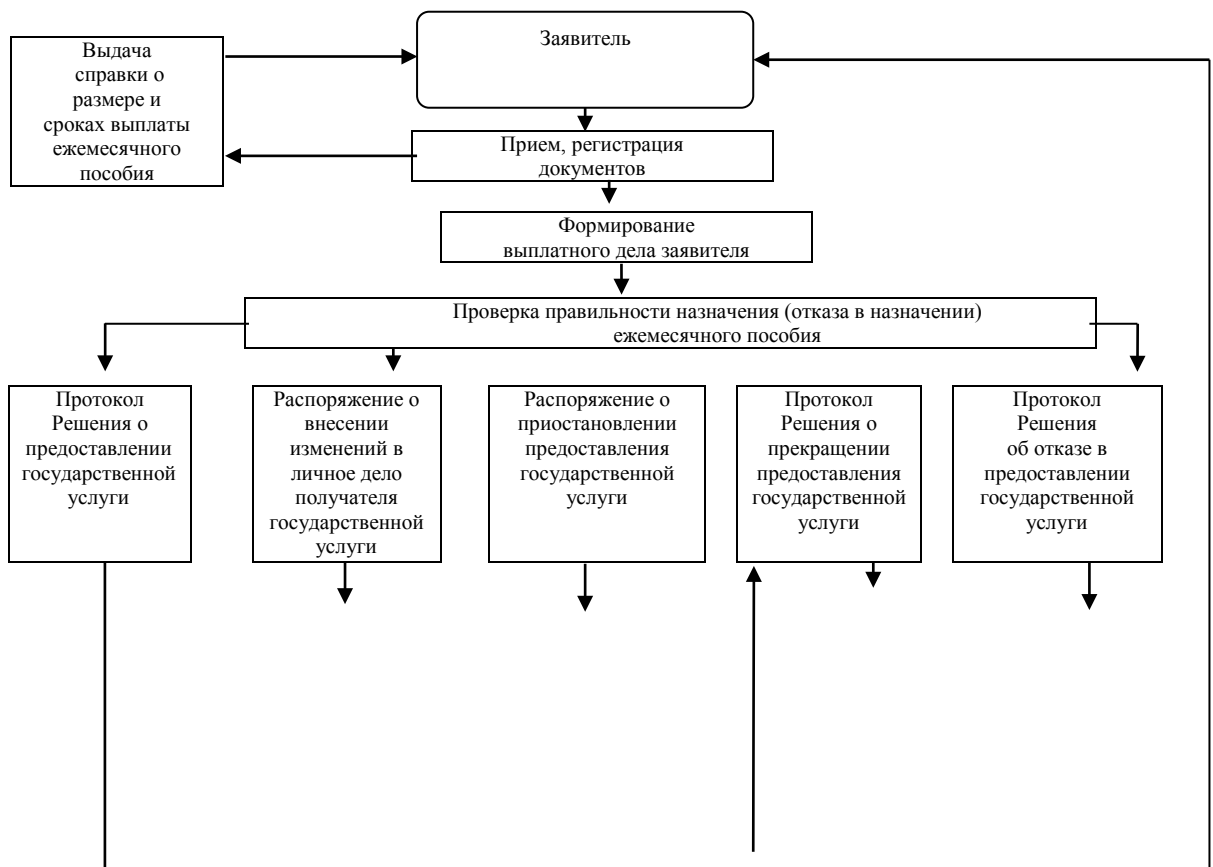 Заявитель
Выдача
справки о
размере и
сроках выплаты
ежемесячного
пособия
Прием, регистрация
документов
Формирование
выплатного дела заявителя
Проверка правильности назначения (отказа в назначении)
ежемесячного пособия
Протокол
Решения о
предоставлении
государственной
услуги
Распоряжение о
внесении
изменений в
личное дело
получателя
государственной
услуги
Распоряжение о
приостановлении
предоставления
государственной
услуги
Протокол
Решения о
прекращении
предоставления
государственной
услуги
Протокол
Решения
об отказе в
предоставлении
государственной
услуги